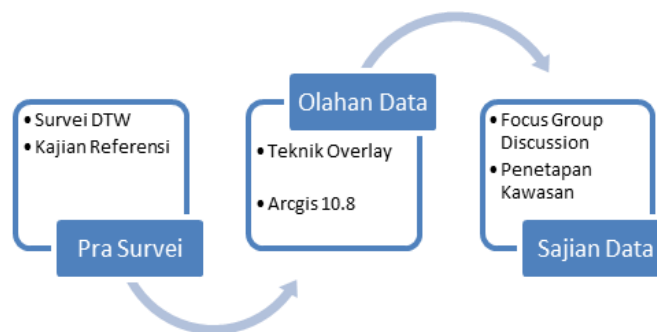 • Survei DTW
• Kajian Referensi
Pra Survei
Olahan Data
• Teknik Overlay
• Arcgis 10.8
• Focus Group
Discussion
• Penetapan
Kawasan
Sajian Data